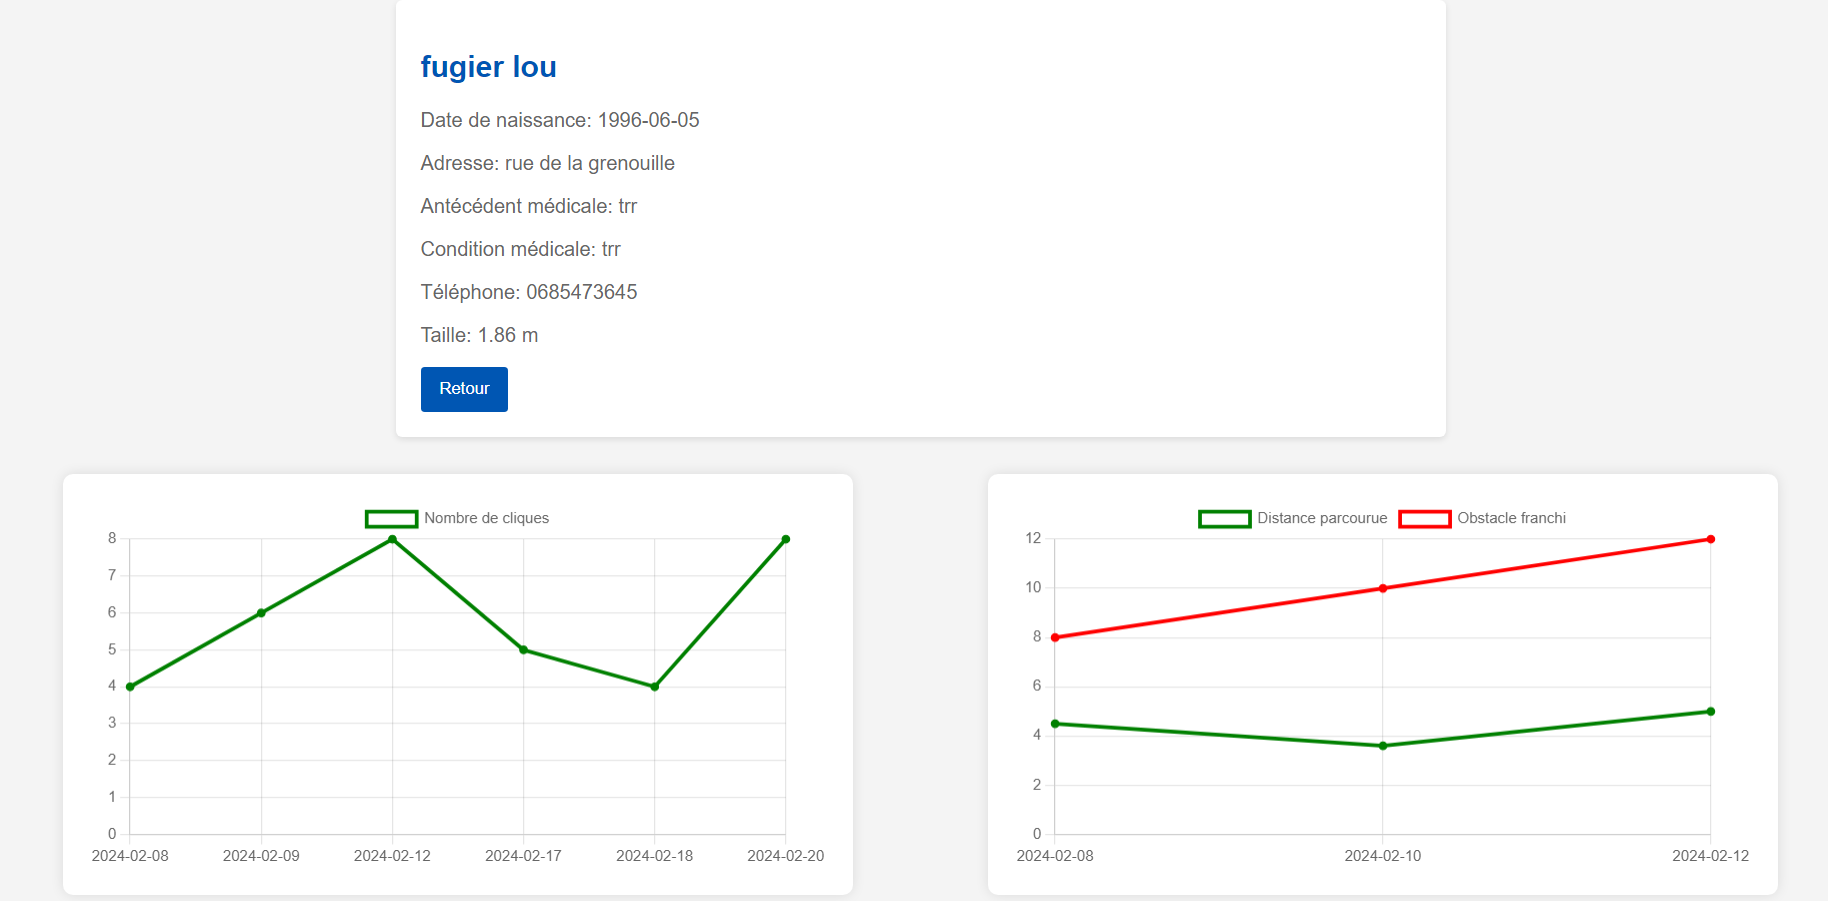 fugier lou
Date de naissance: 1996-06-05
Adresse: rue de la grenouille
Antécédent médicale: trr
Condition médicale: trr
Téléphone: 0685473645
Taille: 1.86 m
Retour
Nombre de cliques
8
7
6
5
4
3
2
1
0
2024-02-08 2024-02-09 2024-02-12 2024-02-17 2024-02-18 2024-02-20
Distance parcourue Obstacle franchi
12
10
8
6
4
2
0
2024-02-08 2024-02-10 2024-02-12